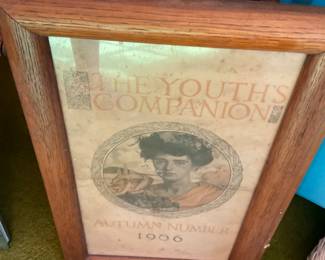 THE YOUTH'S
COMPANION
AUTUMN NUMBER
1906